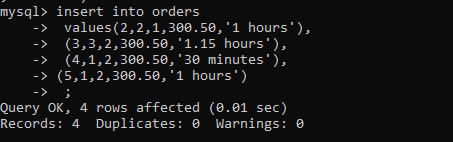 mysql> insert into orders
    -> values(2,2,1,300.50,'1 hours'),
    -> (3,3,2,300.50,'1.15 hours'),
    -> (4,1,2,300.50,'30 minutes'),
    -> (5,1,2,300.50,'1 hours')
    -> ;
Query OK, 4 rows affected (0.01 sec)
Records: 4  Duplicates: 0  Warnings: 0